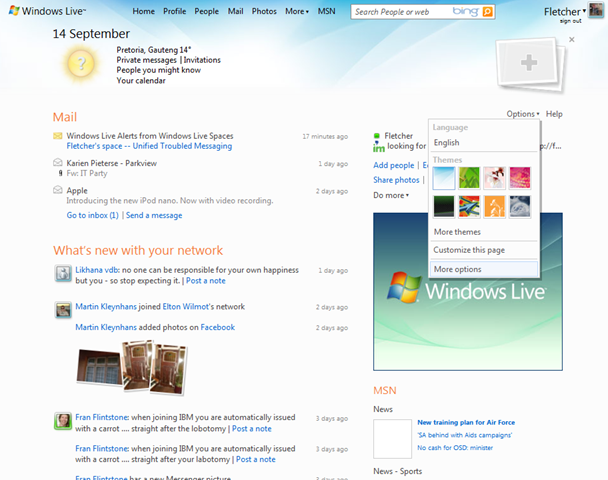 Windows Live™
Home Profile People Mail Photos More MSN
Search People or web bing
Fletcher
sign out
14 September
Pretoria, Gauteng 14°
Private messages | Invitations
People you might know
Your calendar
Mail
Windows Live Alerts from Windows Live Spaces 17 minutes ago
Fletcher's space -- Unified Troubled Messaging
Karien Pieterse - Parkview 1 day ago
Fw: IT Party
Apple 2 days ago
Introducing the new iPod nano. Now with video recording.
Go to inbox (1) | Send a message
What's new with your network
Likhana vdb: no one can be responsible for your own happiness 1 day ago
but you - so stop expecting it. | Post a note
Martin Kleynhans joined Elton Wilmot's network 2 days ago
Martin Kleynhans added photos on Facebook 2 days ago
Fran Flintstone: when joining IBM you are automatically issued 3 days ago
with a carrot .... straight after the lobotomy | Post a note
Fran Flintstone: when joining IBM you are automatically issued 3 days ago
with a carrot .... straight after your lobotomy | Post a note
Fran Flintstone has a new Messenger picture 3 days ago
Options Help
Fletcher
looking for
Add people | E
Share photos |
Do more
Language
English
Themes
More themes
Customize this page
More options
Windows Live™
MSN
News
New training plan for Air Force
'SA behind with Aids campaigns'
No cash for OSD: minister
News - Sports